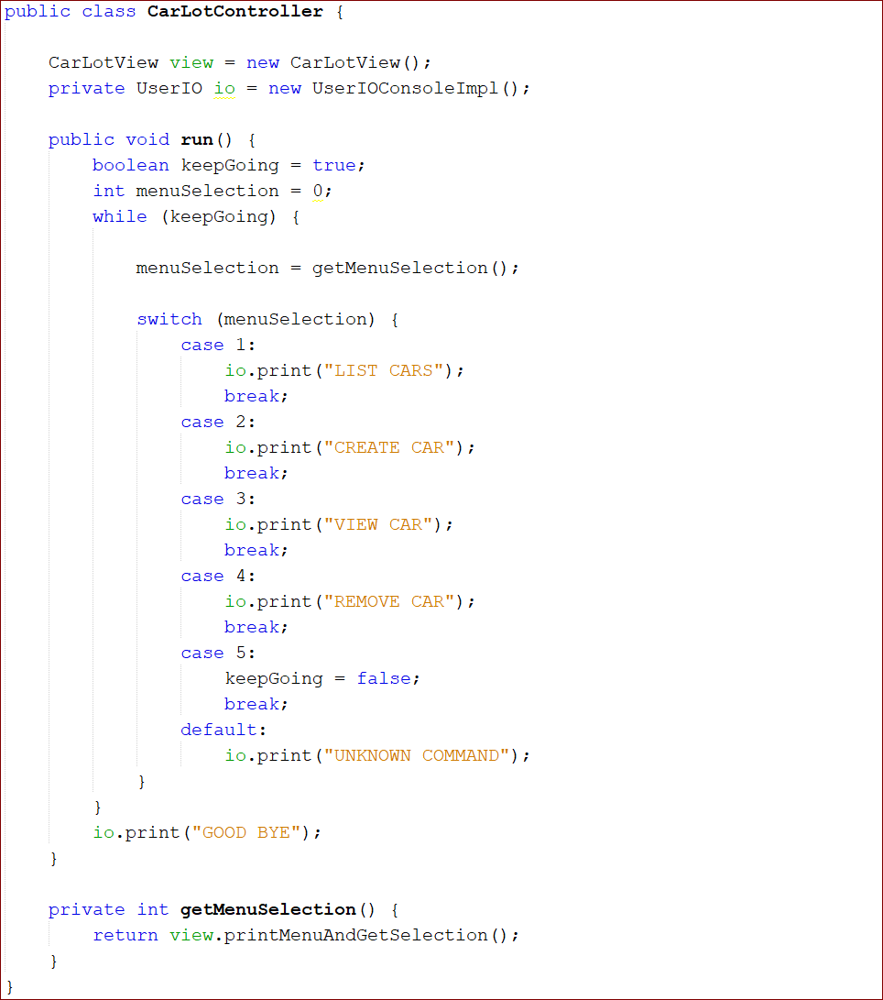 public class CarLotController {
CarLotView view = new CarLotView();
private UserIO io = new UserIOConsoleImpl();
public void run() {
boolean keepGoing = true;
int menuSelection = 0;
while (keepGoing) {
menuSelection = getMenuSelection();
switch (menuSelection) {
case 1:
io.print("LIST CARS");
break;
case 2:
io.print("CREATE CAR");
break;
case 3:
io.print("VIEW CAR");
break;
case 4:
io.print("REMOVE CAR");
break;
case 5:
keepGoing = false;
break;
default:
io.print("UNKNOWN COMMAND");
}
}
io.print("GOOD BYE");
}
private int getMenuSelection() {
return view.printMenuAndGetSelection();
}
}